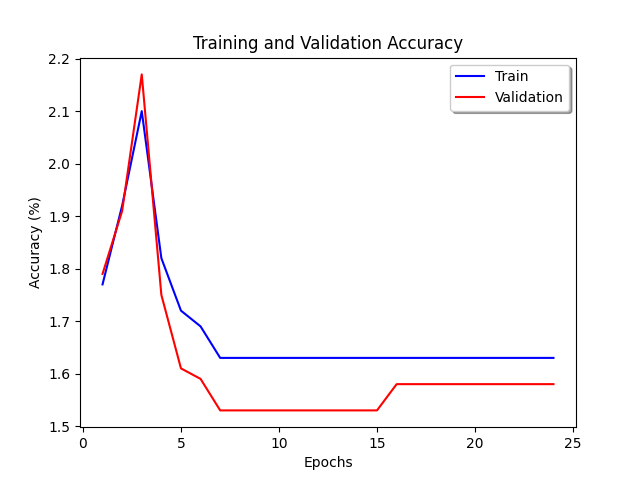 Training and Validation Accuracy
2.2
2.1
2.0
1.9
1.8
1.7
1.6
1.5
Accuracy (%)
Train
Validation
0 5 10 15 20 25
Epochs